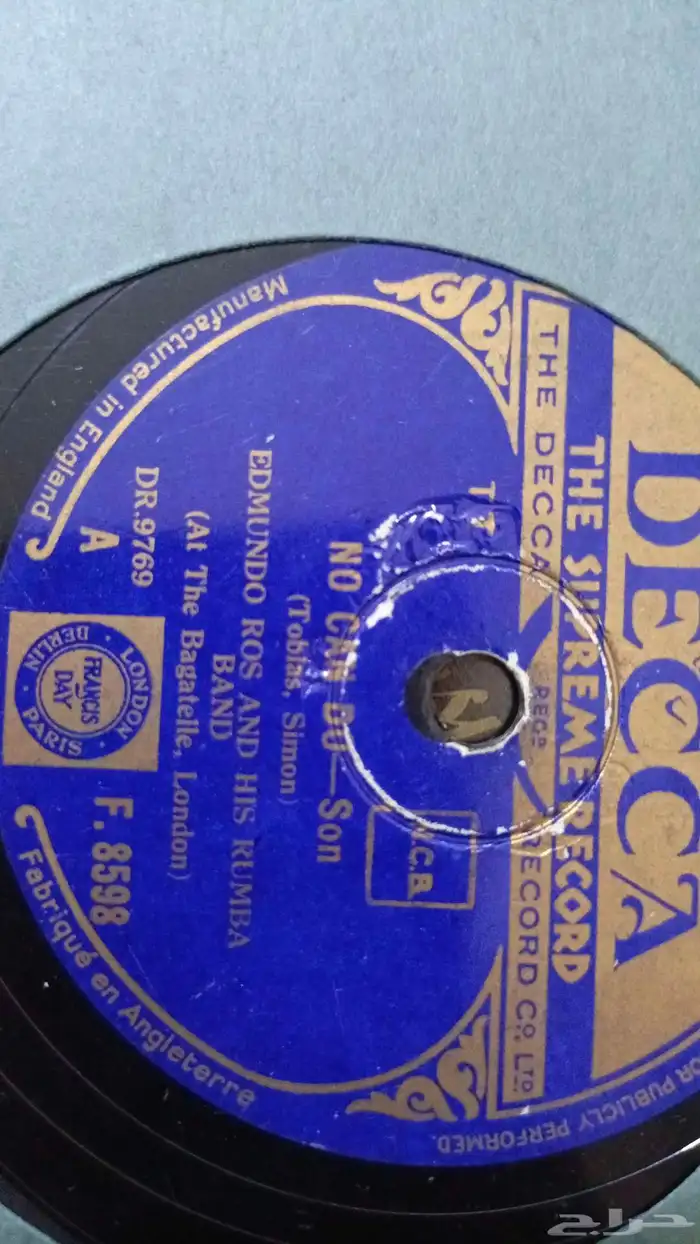 DECCA
THE SUPREME RECORD
THE DECCA RECORD CO. LTD.
REGD
NO CAN DO—Son
(Tobias, Simon)
EDMUNDO ROS AND HIS RUMBA
BAND
(At The Bagatelle, London)
DR.9769
A
F. 8598
FRANCIS
DAY
LONDON
PARIS
BERLIN
Manufactured in England
Fabriqué en Angleterre
OR PUBLICLY PERFORMED.
حراج